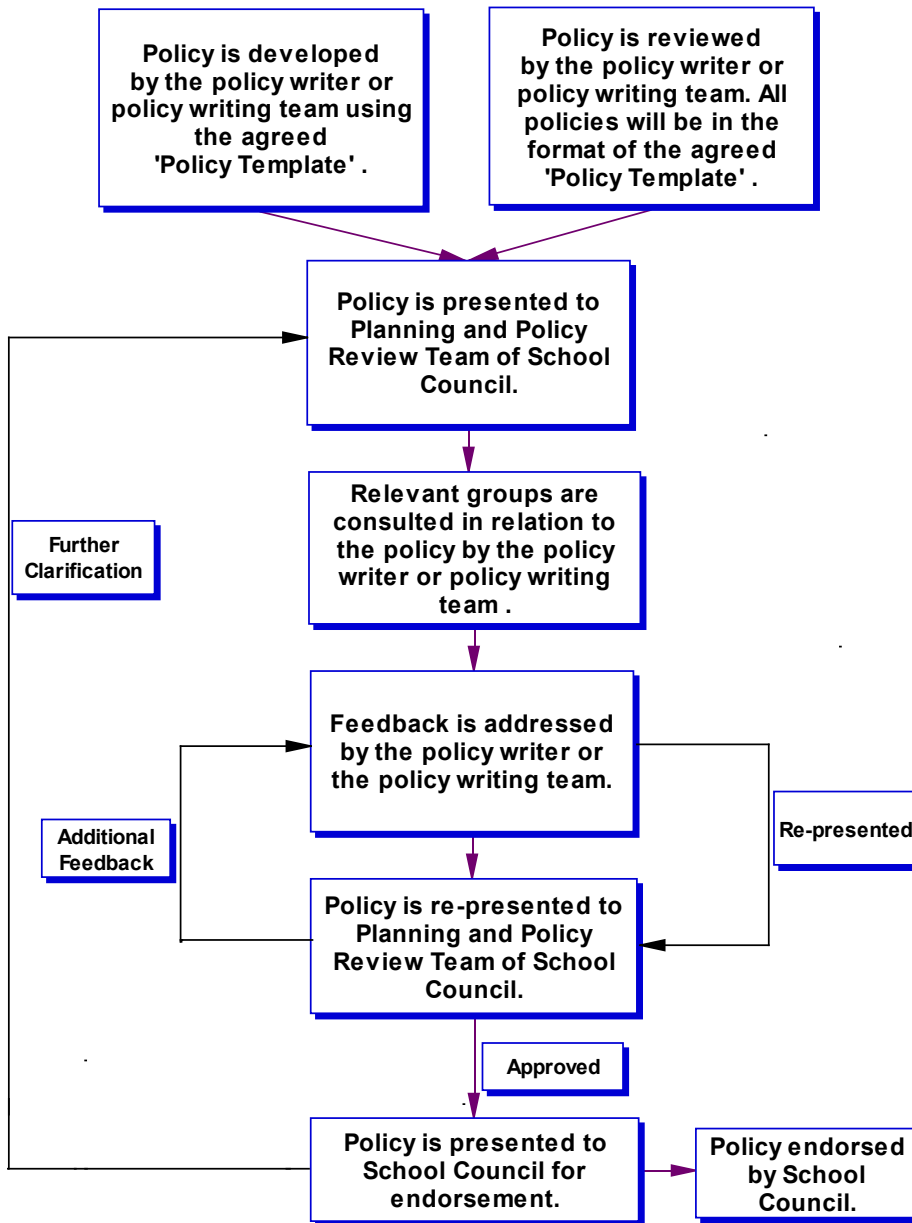 Policy is developed
by the policy writer or
policy writing team using
the agreed
'Policy Template' .
Policy is reviewed
by the policy writer or
policy writing team. All
policies will be in the
format of the agreed
'Policy Template' .
Policy is presented to
Planning and Policy
Review Team of School
Council.
Relevant groups are
consulted in relation to
the policy by the policy
writer or policy writing
team .
Further
Clarification
Feedback is addressed
by the policy writer or
the policy writing team.
Additional
Feedback
Re-presented
Policy is re-presented to
Planning and Policy
Review Team of School
Council.
Approved
Policy is presented to
School Council for
endorsement.
Policy endorsed
by School
Council.